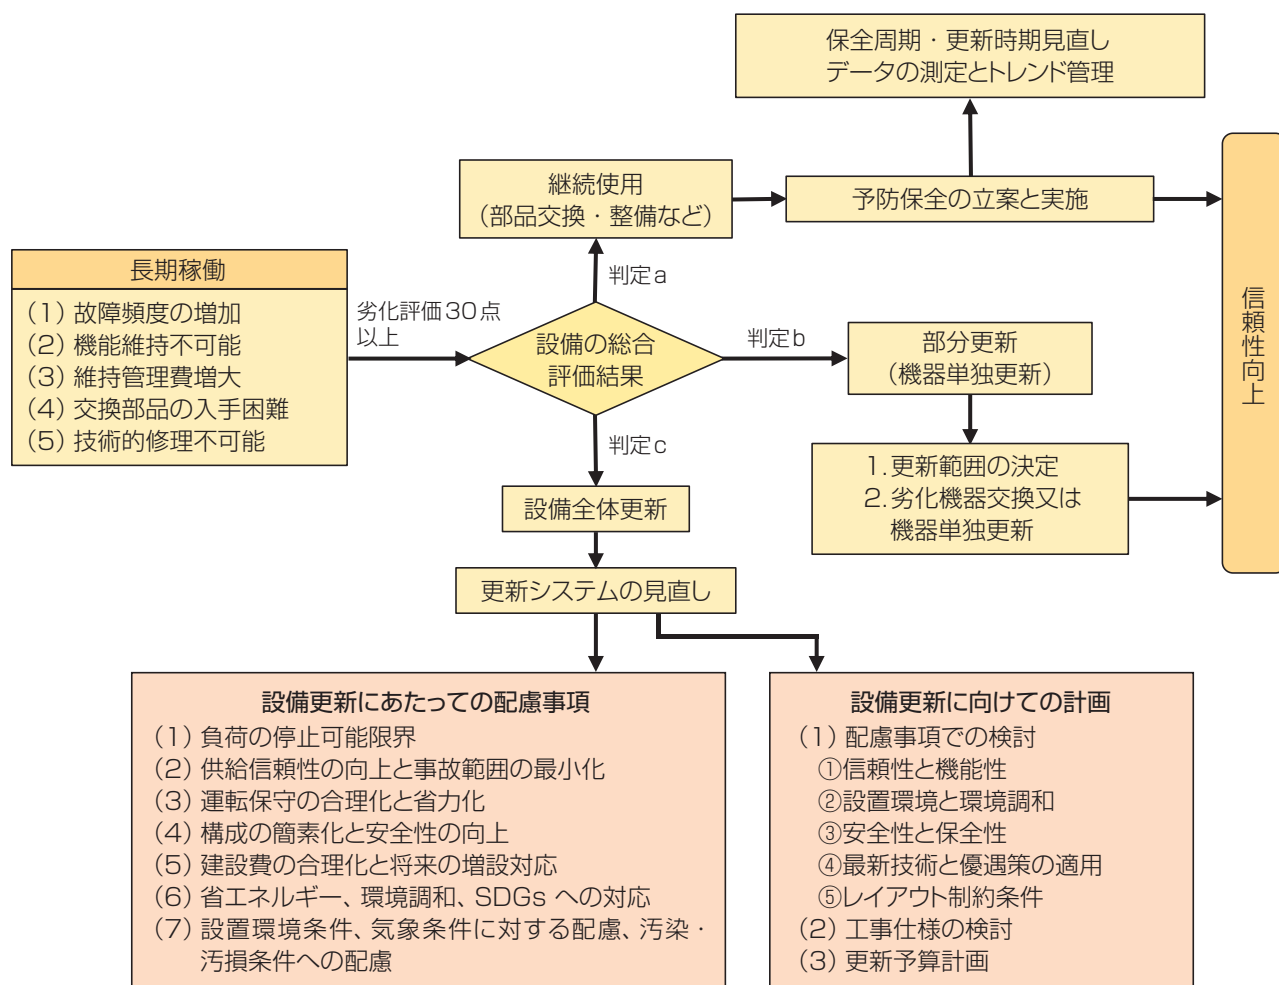 保全周期・更新時期見直し
データの測定とトレンド管理
継続使用
（部品交換・整備など）
予防保全の立案と実施
長期稼働
（1）故障頻度の増加
（2）機能維持不可能
（3）維持管理費増大
（4）交換部品の入手困難
（5）技術的修理不可能
劣化評価30点
以上
判定a
設備の総合
評価結果
判定b
部分更新
（機器単独更新）
信頼性向上
判定c
1.更新範囲の決定
2.劣化機器交換又は
機器単独更新
設備全体更新
更新システムの見直し
設備更新にあたっての配慮事項
（1）負荷の停止可能限界
（2）供給信頼性の向上と事故範囲の最小化
（3）運転保守の合理化と省力化
（4）構成の簡素化と安全性の向上
（5）建設費の合理化と将来の増設対応
（6）省エネルギー、環境調和、SDGs への対応
（7）設置環境条件、気象条件に対する配慮、汚染・
汚損条件への配慮
設備更新に向けての計画
（1）配慮事項での検討
①信頼性と機能性
②設置環境と環境調和
③安全性と保全性
④最新技術と優遇策の適用
⑤レイアウト制約条件
（2）工事仕様の検討
（3）更新予算計画